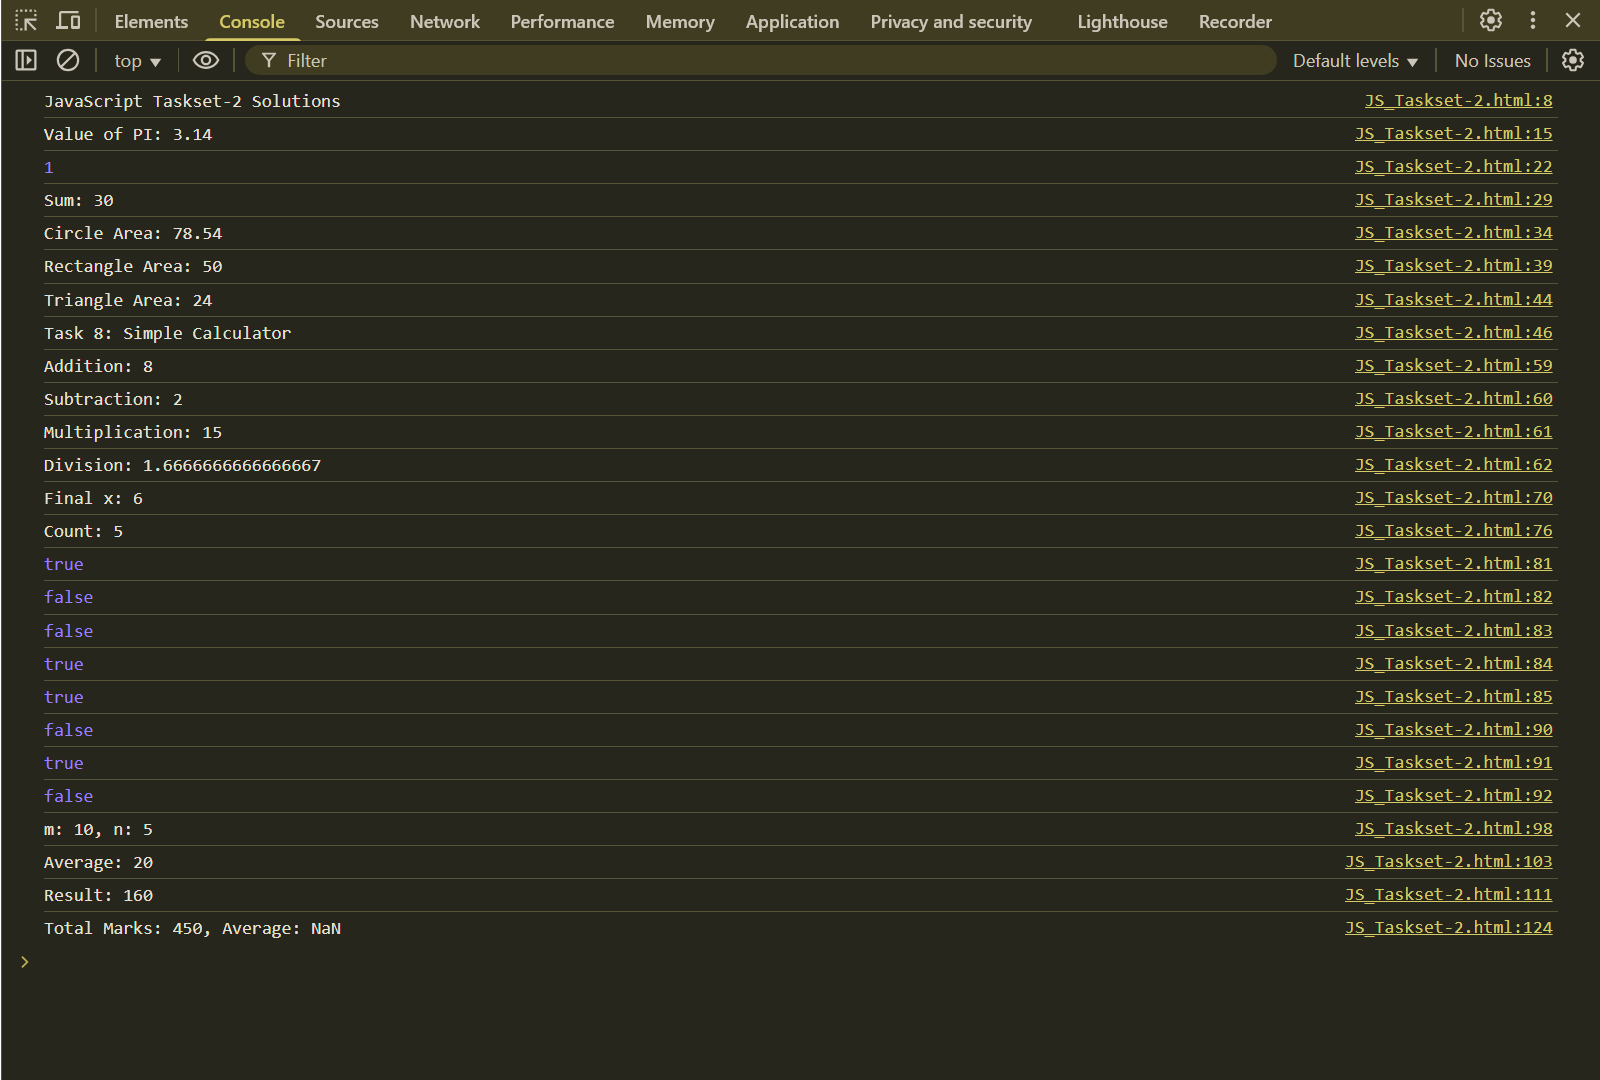 Elements Console Sources Network Performance Memory Application Privacy and security Lighthouse Recorder
top Filter Default levels No Issues
JavaScript Taskset-2 Solutions JS_Taskset-2.html:8
Value of PI: 3.14 JS_Taskset-2.html:15
1 JS_Taskset-2.html:22
Sum: 30 JS_Taskset-2.html:29
Circle Area: 78.54 JS_Taskset-2.html:34
Rectangle Area: 50 JS_Taskset-2.html:39
Triangle Area: 24 JS_Taskset-2.html:44
Task 8: Simple Calculator JS_Taskset-2.html:46
Addition: 8 JS_Taskset-2.html:59
Subtraction: 2 JS_Taskset-2.html:60
Multiplication: 15 JS_Taskset-2.html:61
Division: 1.6666666666666667 JS_Taskset-2.html:62
Final x: 6 JS_Taskset-2.html:70
Count: 5 JS_Taskset-2.html:76
true JS_Taskset-2.html:81
false JS_Taskset-2.html:82
false JS_Taskset-2.html:83
true JS_Taskset-2.html:84
true JS_Taskset-2.html:85
false JS_Taskset-2.html:90
true JS_Taskset-2.html:91
false JS_Taskset-2.html:92
m: 10, n: 5 JS_Taskset-2.html:98
Average: 20 JS_Taskset-2.html:103
Result: 160 JS_Taskset-2.html:111
Total Marks: 450, Average: NaN JS_Taskset-2.html:124